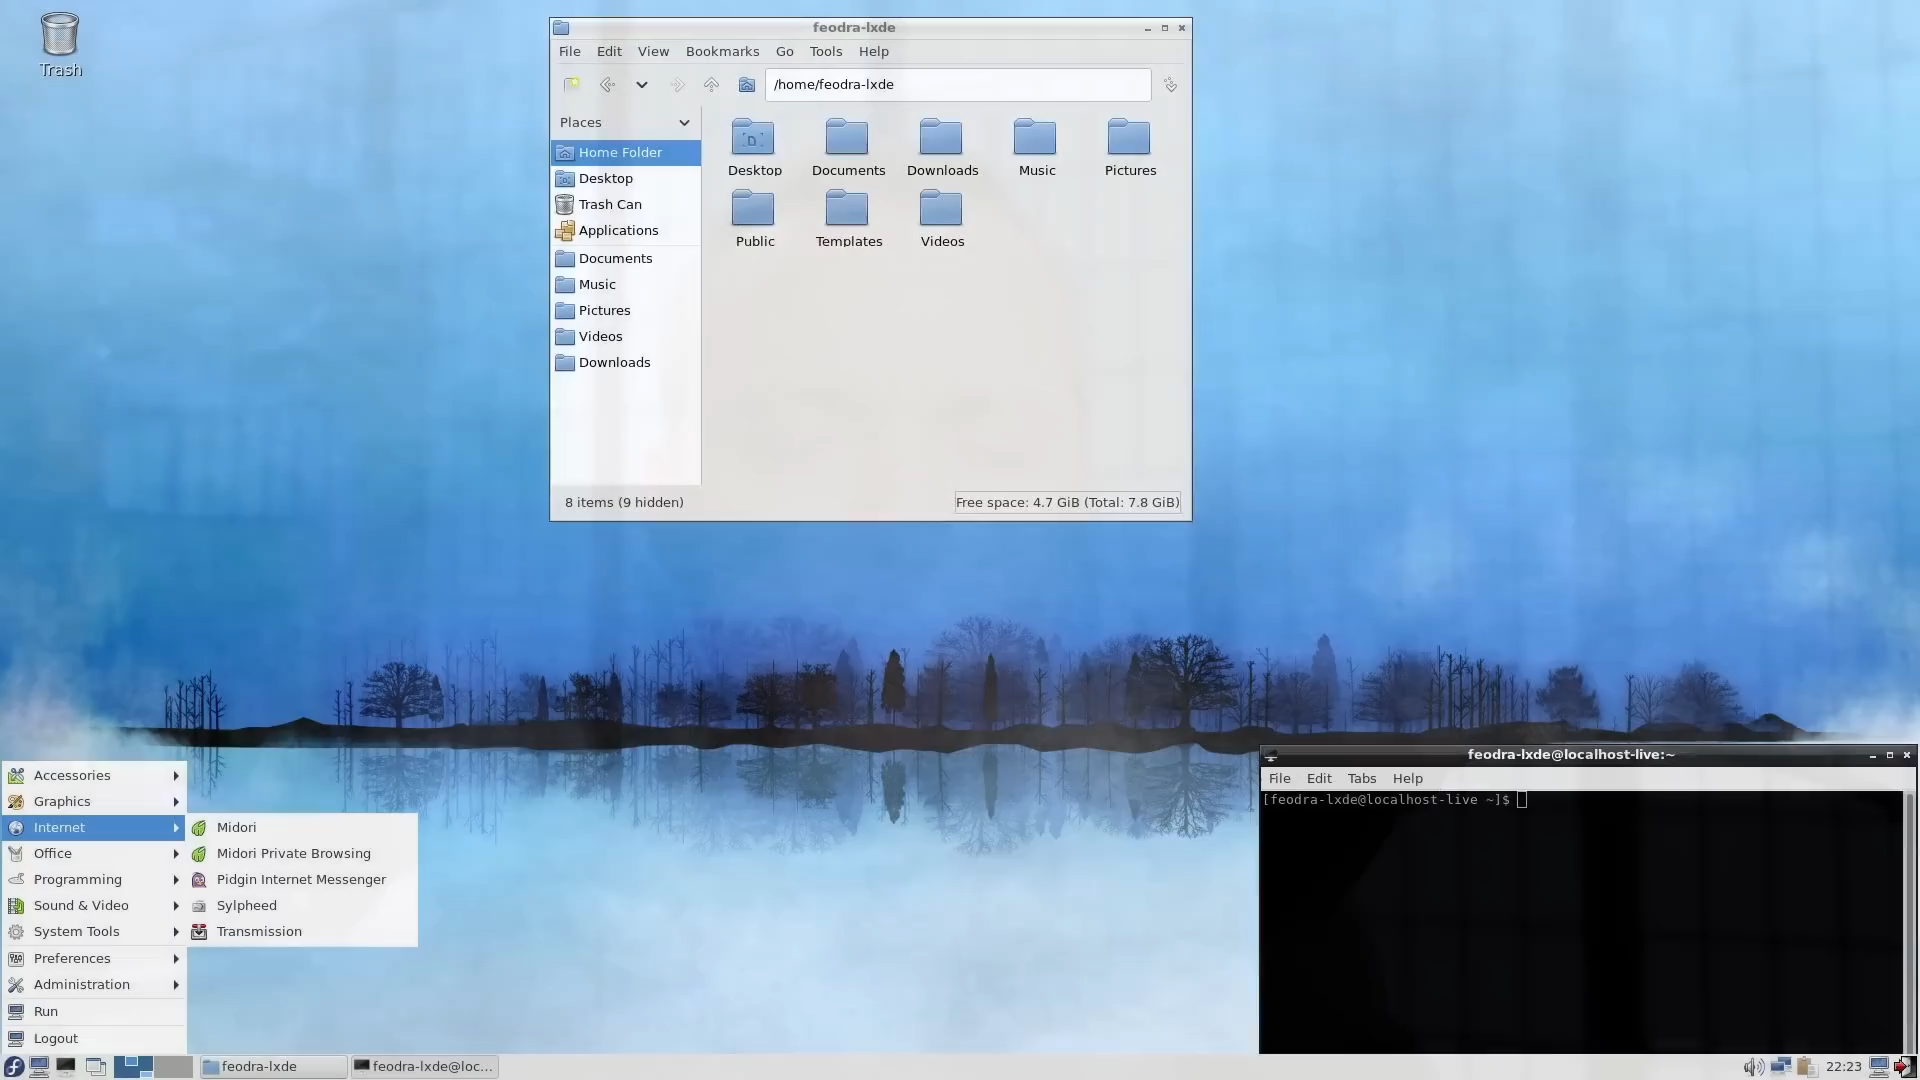 Trash
feodra-lxde
File Edit View Bookmarks Go Tools Help
/home/feodra-lxde
Places
Home Folder
Desktop
Trash Can
Applications
Documents
Music
Pictures
Videos
Downloads
Desktop Documents Downloads Music Pictures
Public Templates Videos
8 items (9 hidden) Free space: 4.7 GiB (Total: 7.8 GiB)
feodra-lxde@localhost-live:~
File Edit Tabs Help
[feodra-lxde@localhost-live ~]$
Accessories
Graphics
Internet
Office
Programming
Sound & Video
System Tools
Preferences
Administration
Run
Logout
Midori
Midori Private Browsing
Pidgin Internet Messenger
Sylpheed
Transmission
feodra-lxde feodra-lxde@loc... 22:23